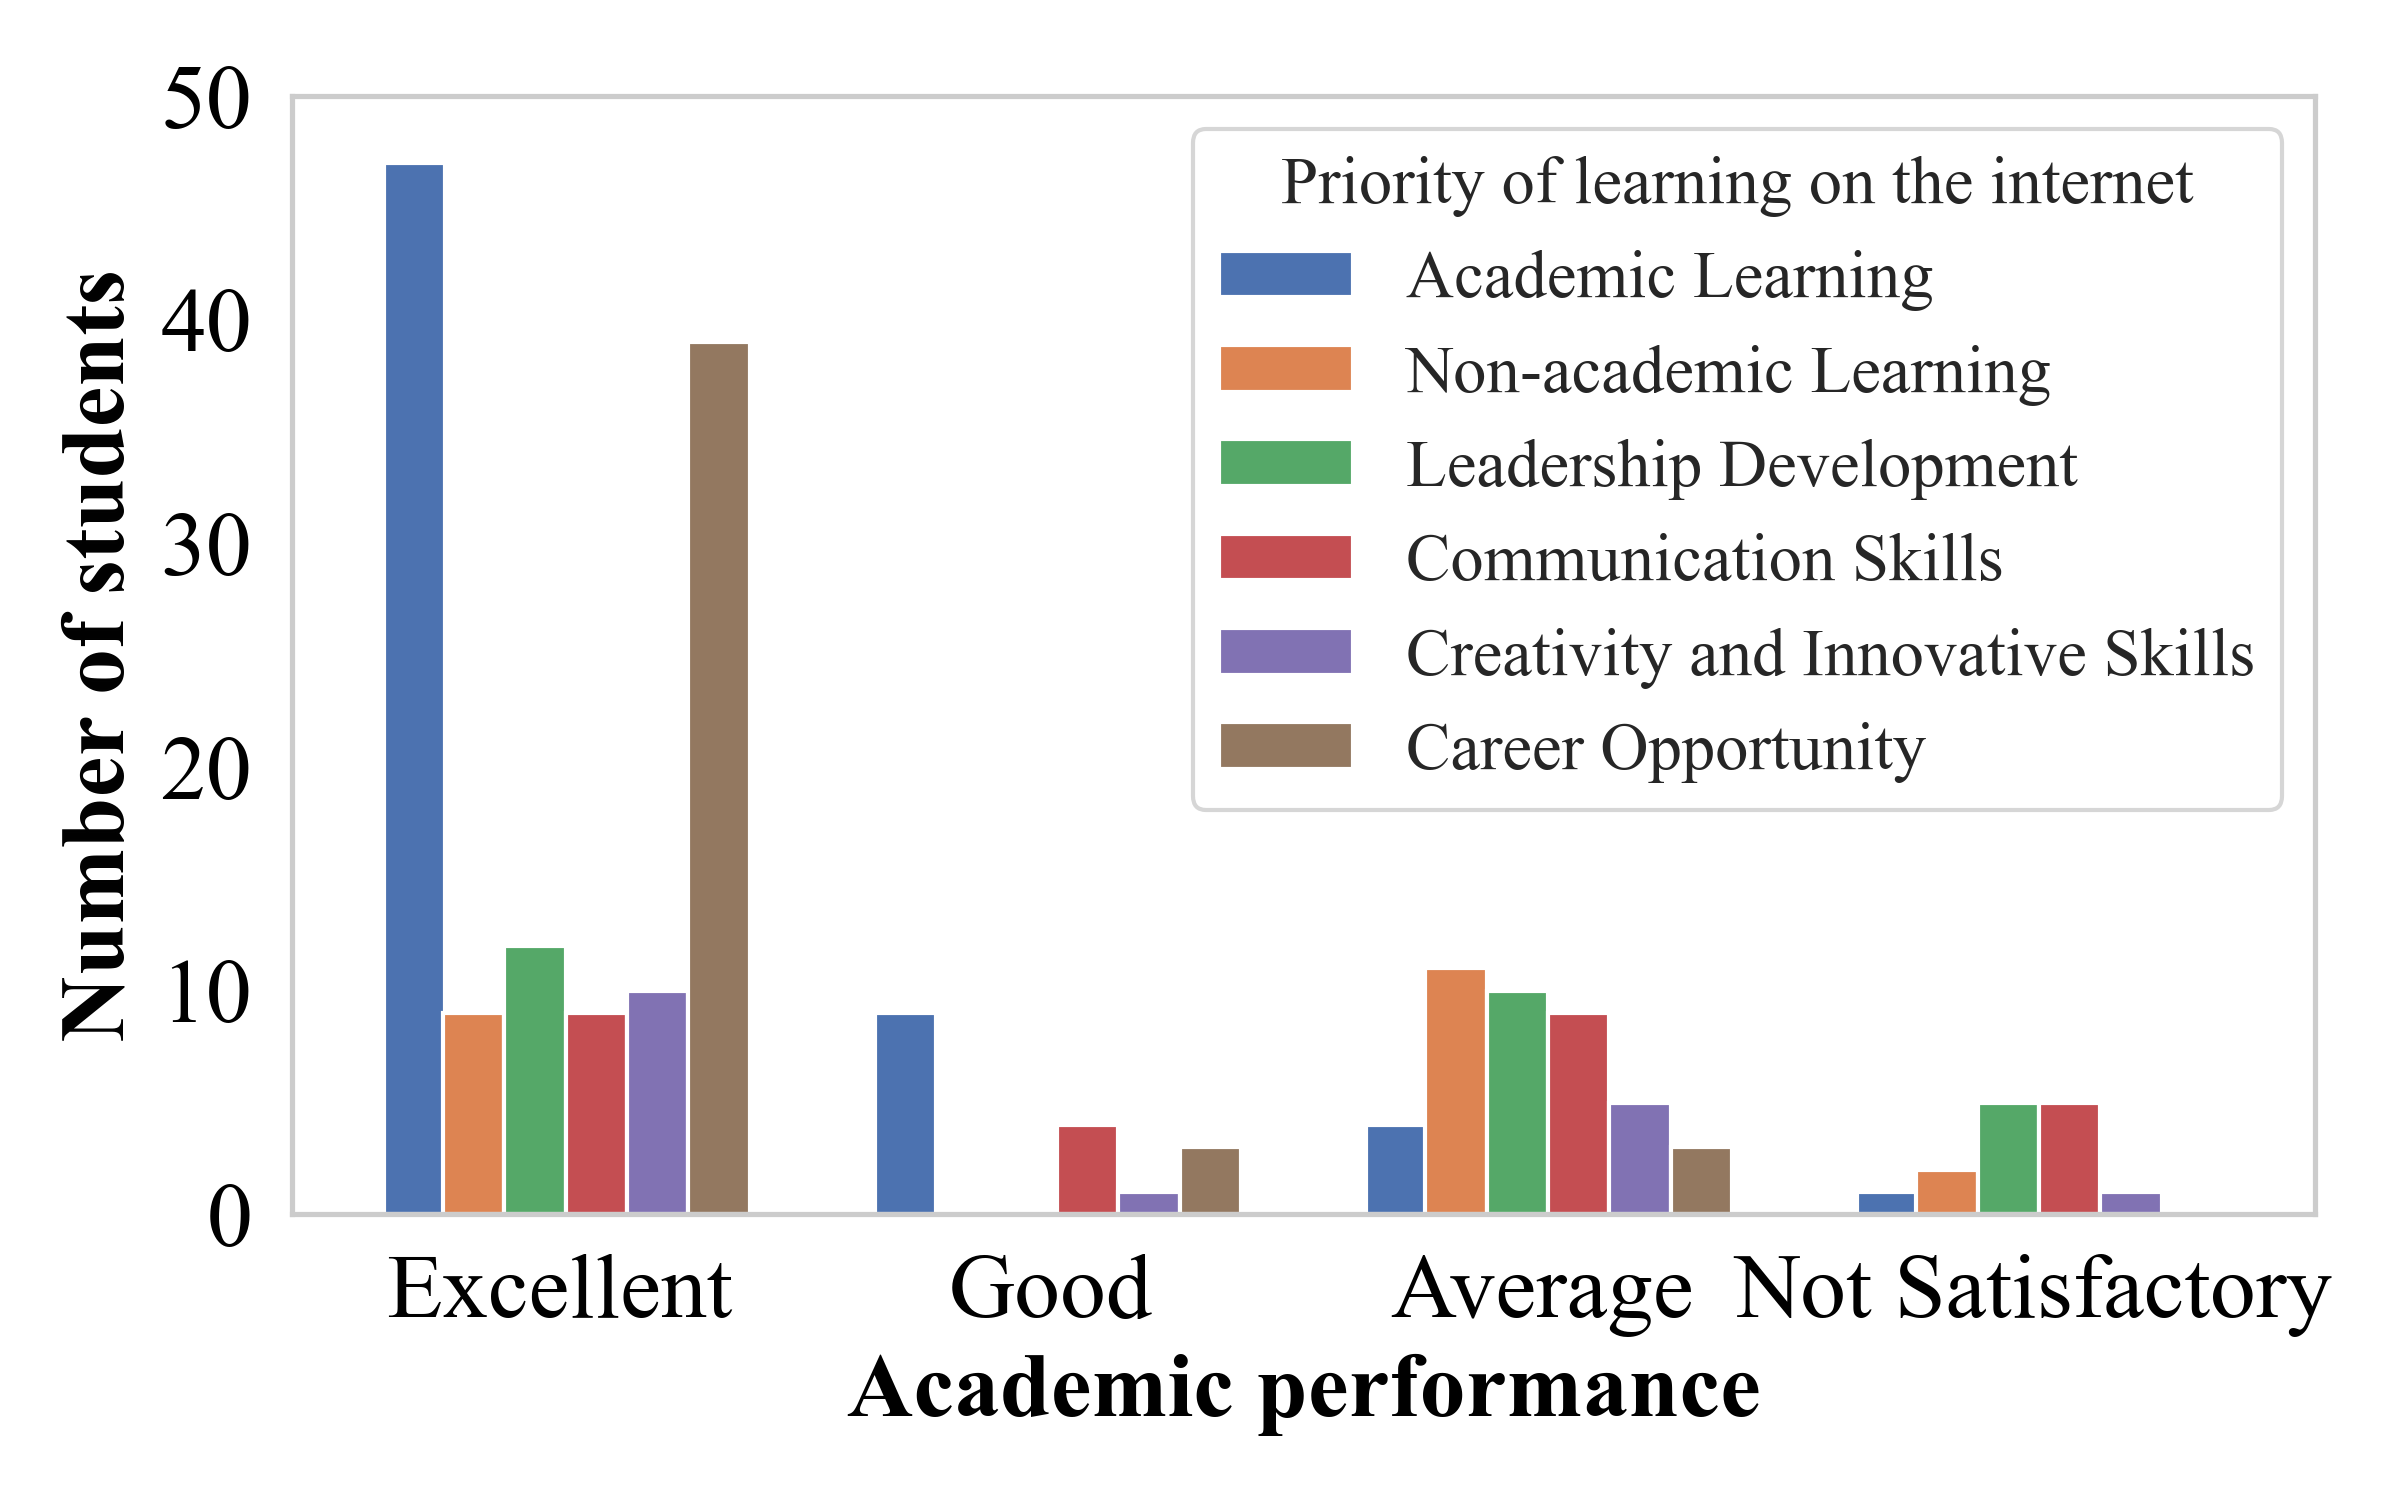 50
40
30
20
10
0
Number of students
Priority of learning on the internet
Academic Learning
Non-academic Learning
Leadership Development
Communication Skills
Creativity and Innovative Skills
Career Opportunity
Excellent
Good
Average
Not Satisfactory
Academic performance